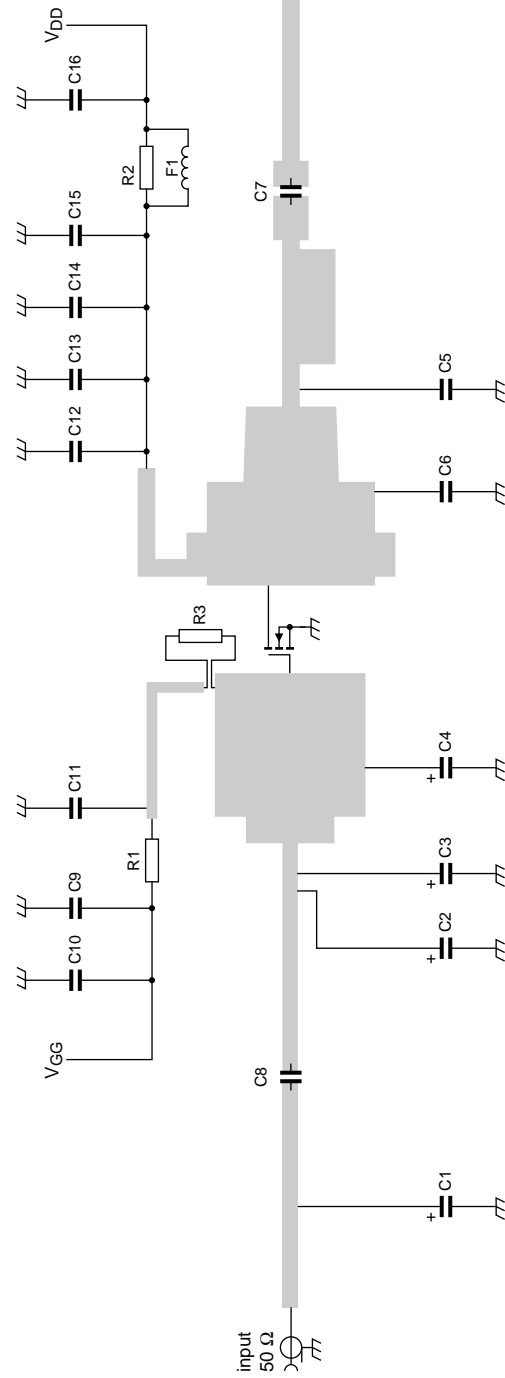 VDD
C16
R2
F1
C15
C14
C13
C12
C7
C5
C6
R3
C11
R1
C9
C10
VGG
C4
+
C3
+
C2
+
C8
C1
+
input
50 Ω